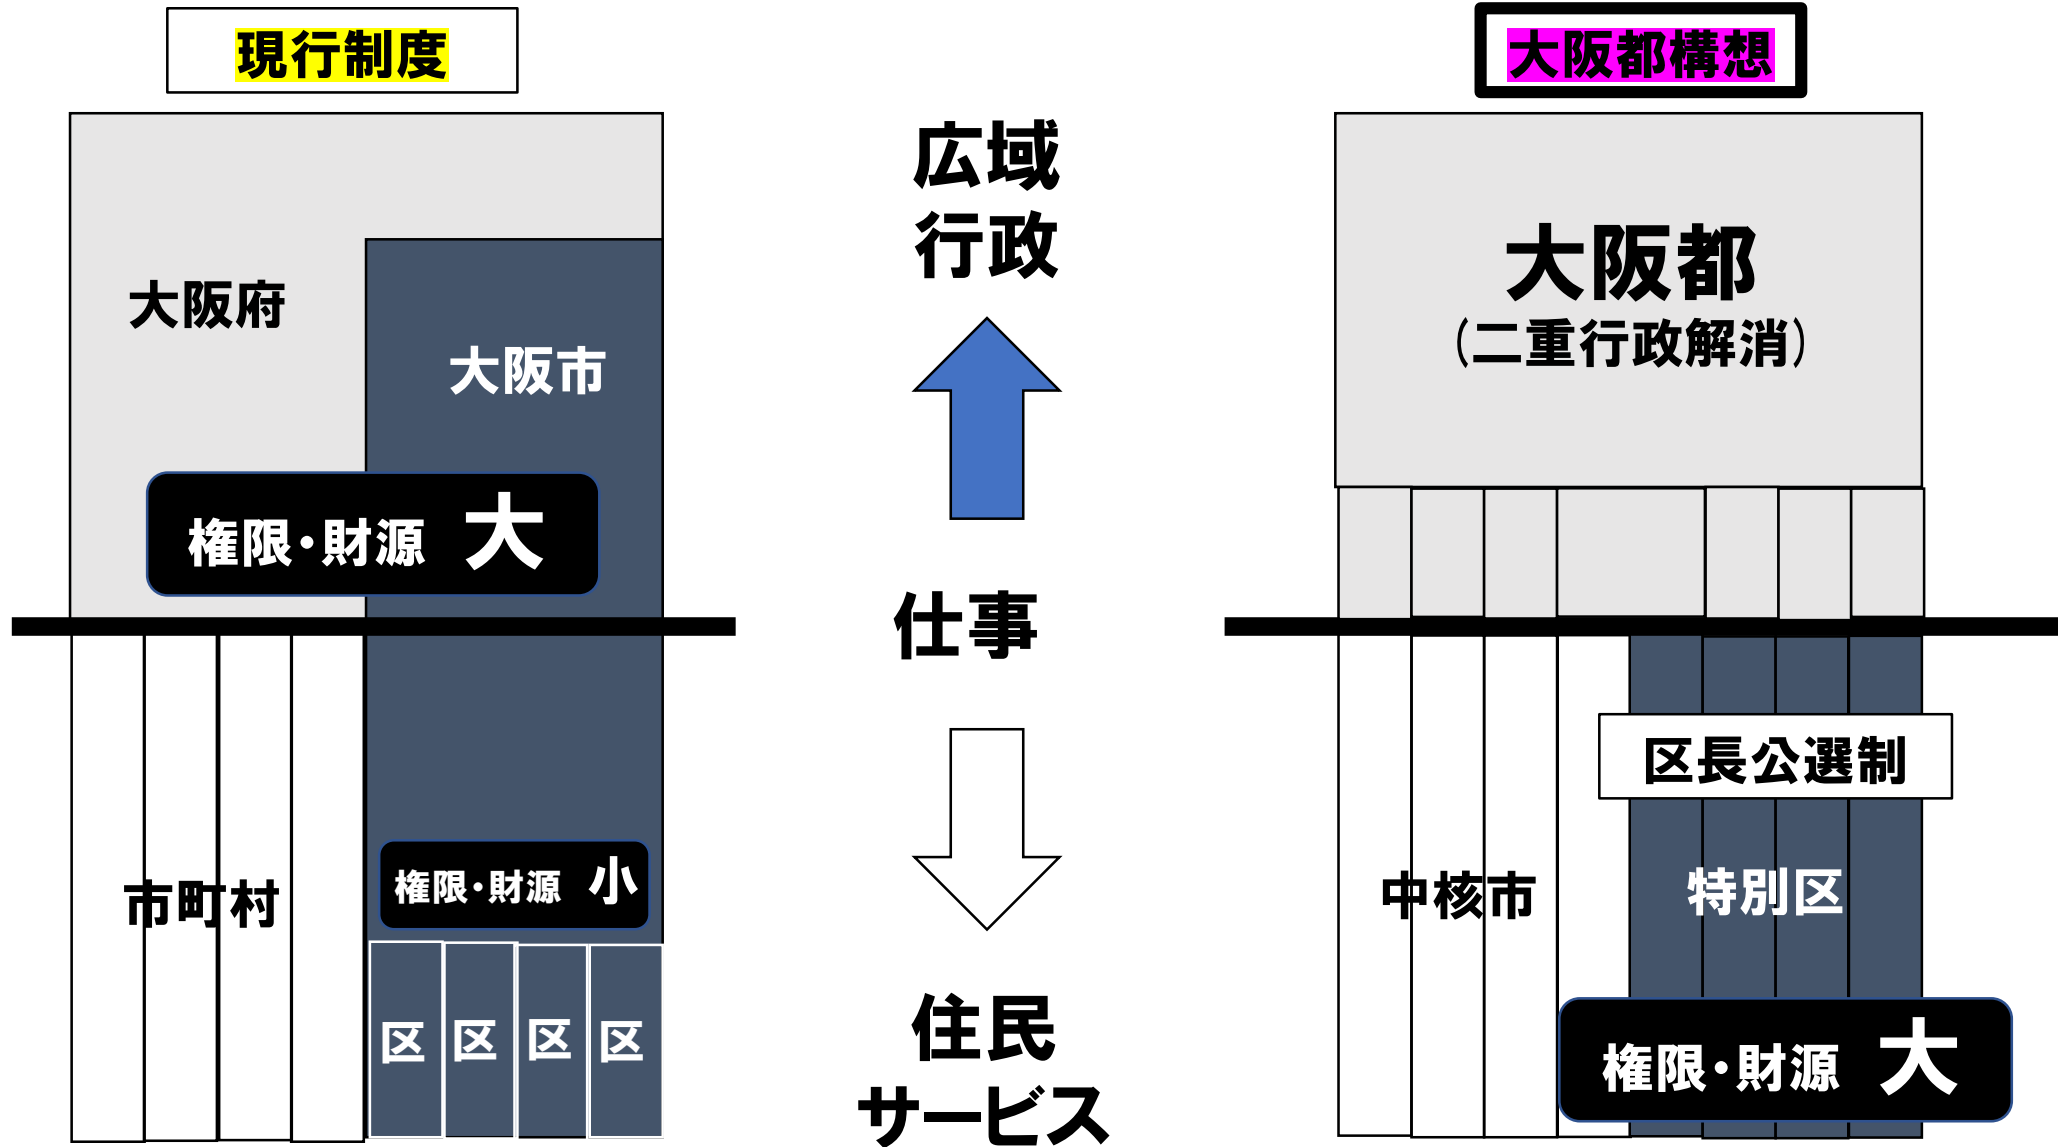 現行制度
大阪府
大阪市
権限・財源 大
市町村
権限・財源 小
区 区 区 区
広域
行政
仕事
住民
サービス
大阪都構想
大阪都
(二重行政解消)
区長公選制
中核市
特別区
権限・財源 大